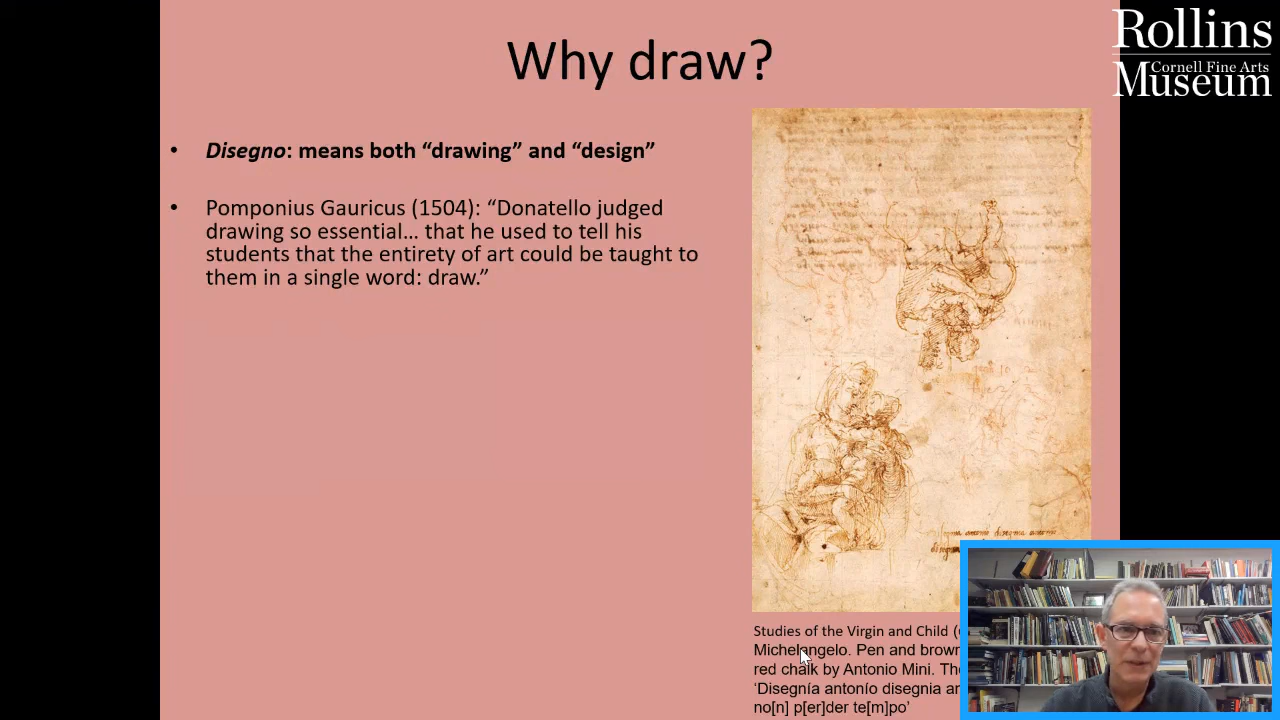 Why draw?
Rollins
Cornell Fine Arts
Museum
• Disegno: means both “drawing” and “design”
• Pomponius Gauricus (1504): “Donatello judged
drawing so essential… that he used to tell his
students that the entirety of art could be taught to
them in a single word: draw.”
Studies of the Virgin and Child (
Michelangelo. Pen and brown
red chalk by Antonio Mini.
‘Disegnía antonío disegnia
no[n] p[er]der te[m]po’